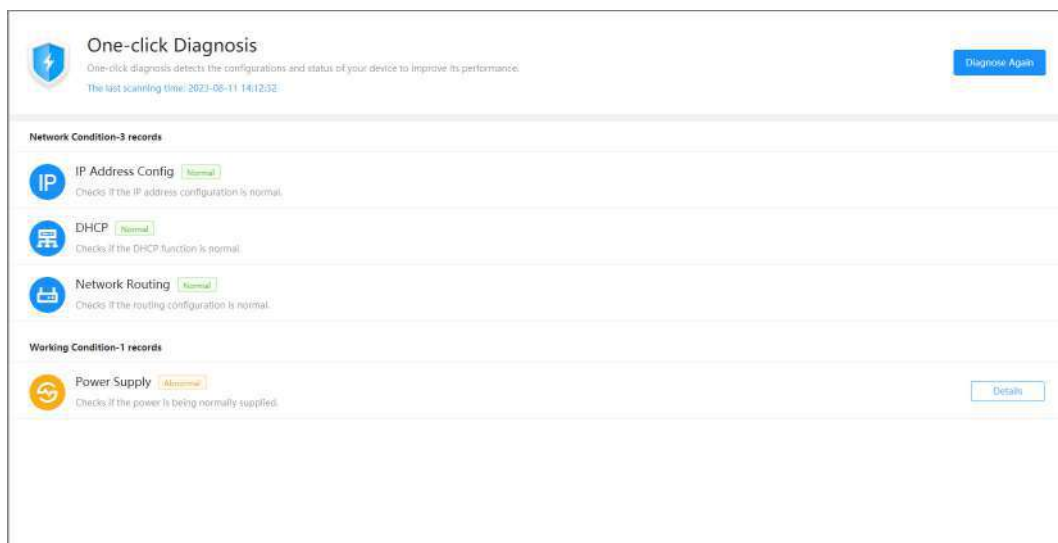 One-click Diagnosis
One-click diagnosis detects the configurations and status of your device to improve its performance.
The last scanning time: 2023-08-11 14:12:32
Diagnose Again
Network Condition-3 records
IP
IP Address Config Normal
Checks if the IP address configuration is normal.
DHCP Normal
Checks if the DHCP function is normal.
Network Routing Normal
Checks if the routing configuration is normal.
Working Condition-1 records
Power Supply Abnormal
Checks if the power is being normally supplied.
Details